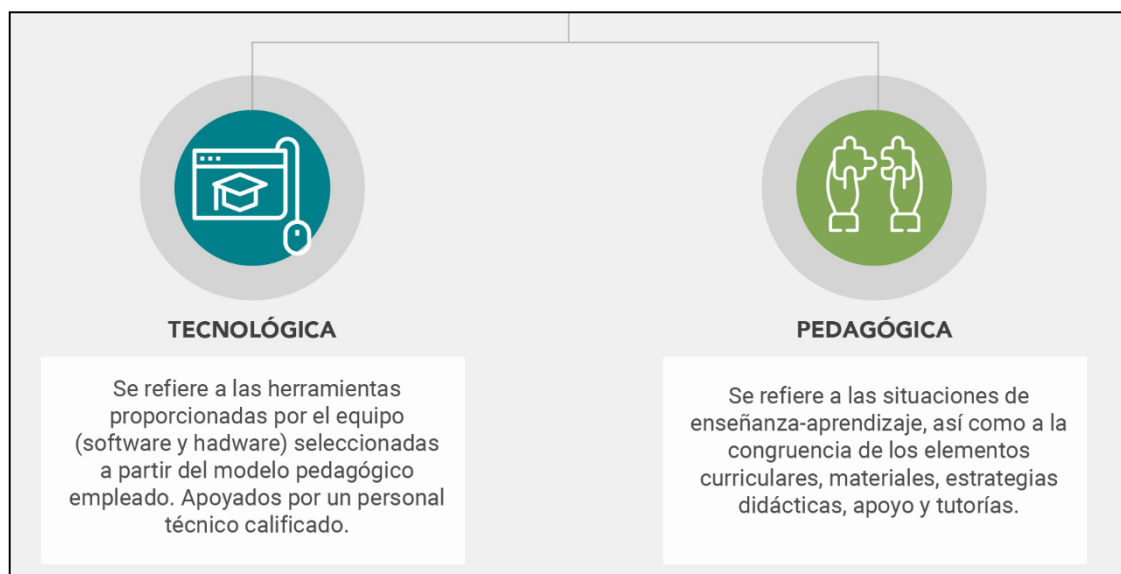 TECNOLÓGICA
Se refiere a las herramientas
proporcionadas por el equipo
(software y hadware) seleccionadas
a partir del modelo pedagógico
empleado. Apoyados por un personal
técnico calificado.
PEDAGÓGICA
Se refiere a las situaciones de
enseñanza-aprendizaje, así como a la
congruencia de los elementos
curriculares, materiales, estrategias
didácticas, apoyo y tutorías.